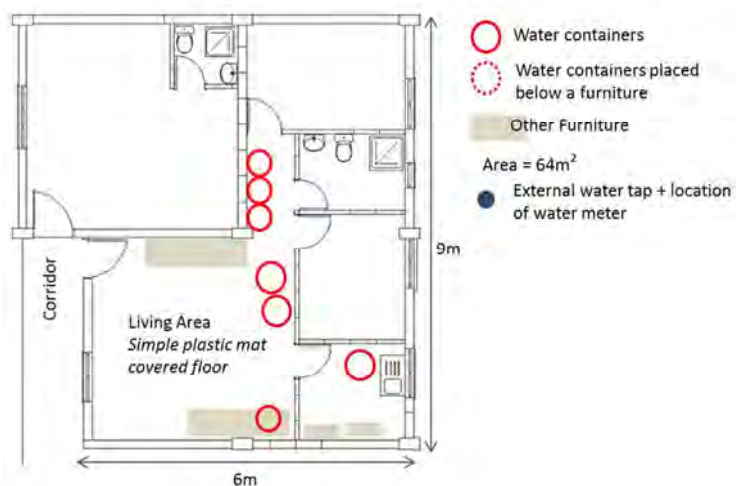 Water containers
Water containers placed
below a furniture
Other Furniture
Area = 64m²
External water tap + location
of water meter
9m
Corridor
Living Area
Simple plastic mat
covered floor
6m